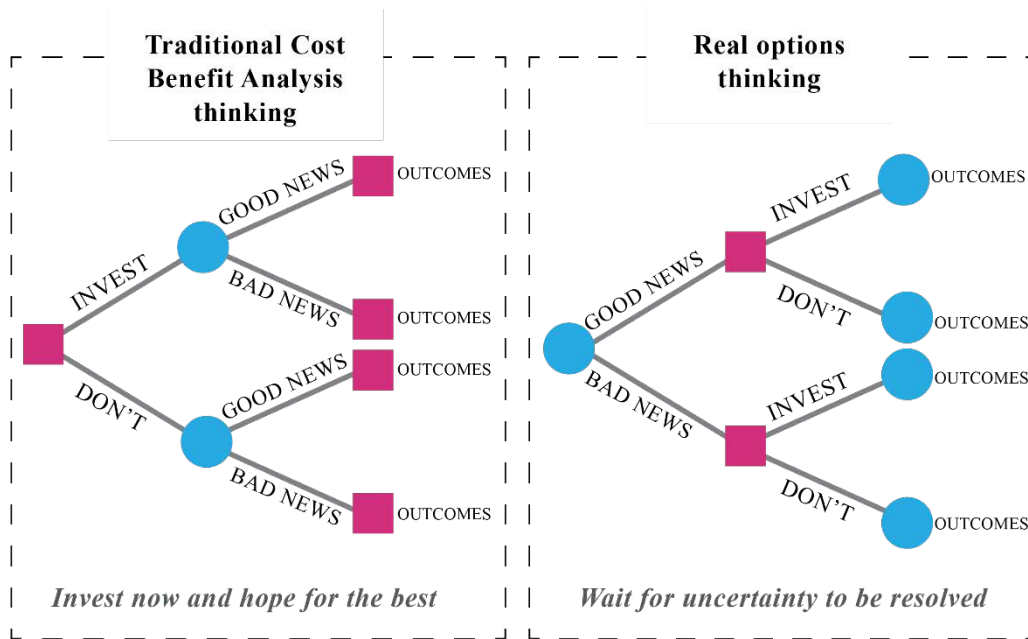 Traditional Cost
Benefit Analysis
thinking
GOOD NEWS
OUTCOMES
INVEST
BAD NEWS
OUTCOMES
DON'T
GOOD NEWS
OUTCOMES
BAD NEWS
OUTCOMES
Invest now and hope for the best
Real options
thinking
INVEST
OUTCOMES
GOOD NEWS
DON'T
OUTCOMES
BAD NEWS
INVEST
OUTCOMES
DON'T
OUTCOMES
Wait for uncertainty to be resolved